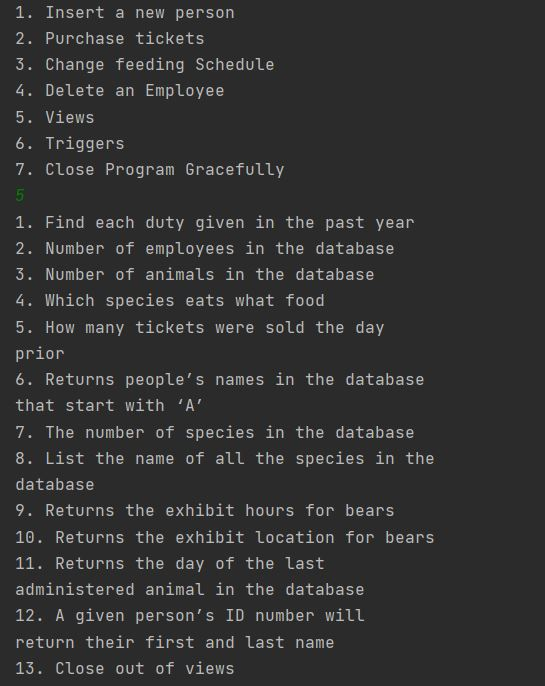 1. Insert a new person
2. Purchase tickets
3. Change feeding Schedule
4. Delete an Employee
5. Views
6. Triggers
7. Close Program Gracefully
5
1. Find each duty given in the past year
2. Number of employees in the database
3. Number of animals in the database
4. Which species eats what food
5. How many tickets were sold the day
prior
6. Returns people’s names in the database
that start with ‘A’
7. The number of species in the database
8. List the name of all the species in the
database
9. Returns the exhibit hours for bears
10. Returns the exhibit location for bears
11. Returns the day of the last
administered animal in the database
12. A given person’s ID number will
return their first and last name
13. Close out of views